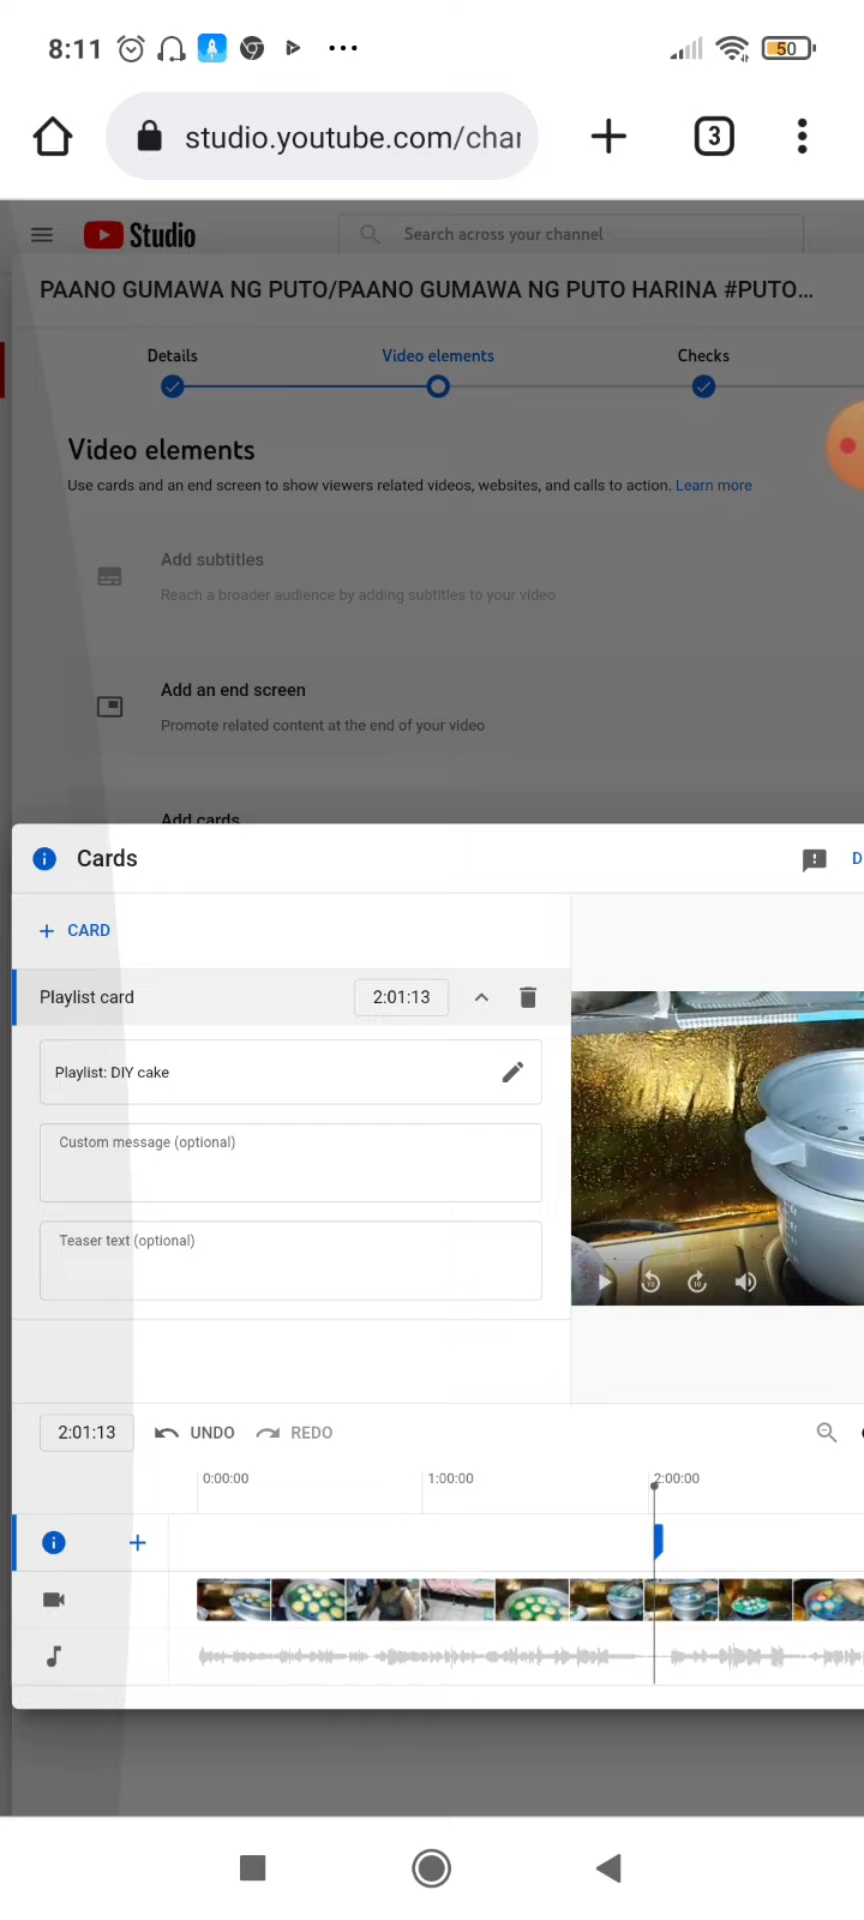 8:11
50
studio.youtube.com/char
3
Studio
Search across your channel
PAANO GUMAWA NG PUTO/PAANO GUMAWA NG PUTO HARINA #PUTO...
Details
Video elements
Checks
Video elements
Use cards and an end screen to show viewers related videos, websites, and calls to action. Learn more
Add subtitles
Reach a broader audience by adding subtitles to your video
Add an end screen
Promote related content at the end of your video
Add cards
Cards
D
+ CARD
Playlist card
2:01:13
Playlist: DIY cake
Custom message (optional)
Teaser text (optional)
10
10
2:01:13
UNDO
REDO
0:00:00
1:00:00
2:00:00